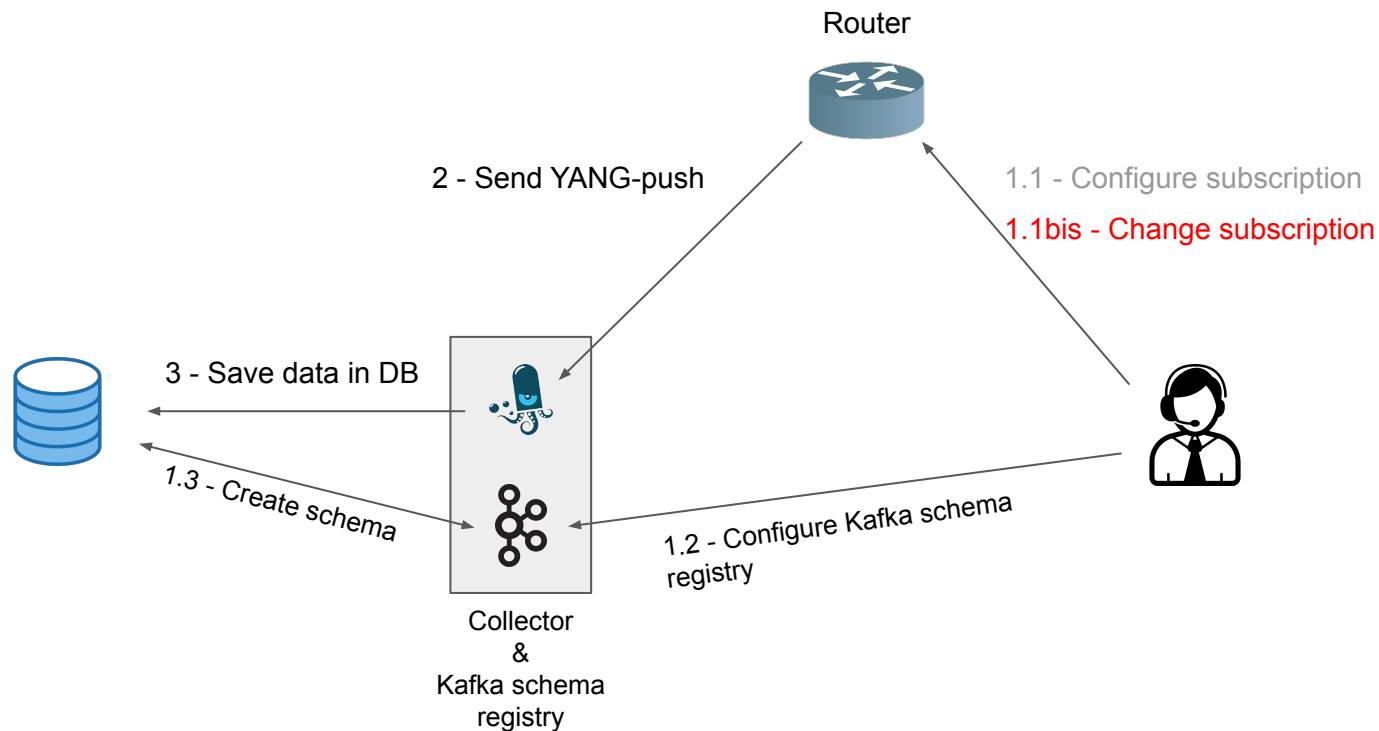 Router
2 - Send YANG-push
1.1 - Configure subscription
1.1bis - Change subscription
3 - Save data in DB
1.3 - Create schema
1.2 - Configure Kafka schema
registry
Collector
&
Kafka schema
registry